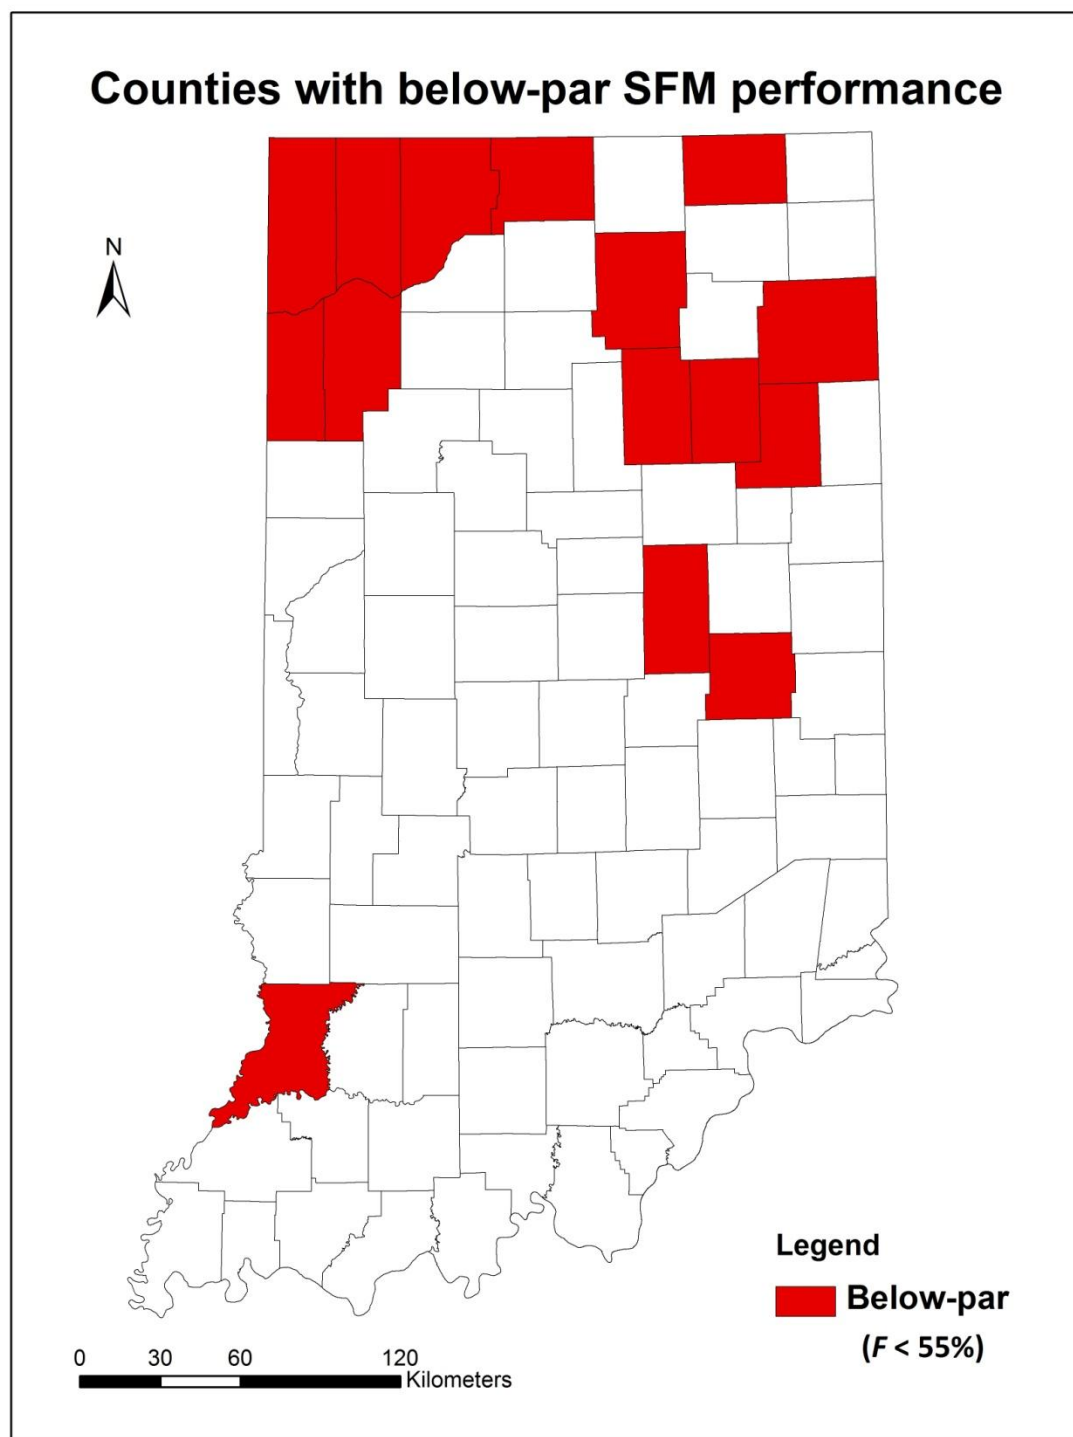 Counties with below-par SFM performance
N
Legend
Below-par
(F < 55%)
0 30 60 120
Kilometers